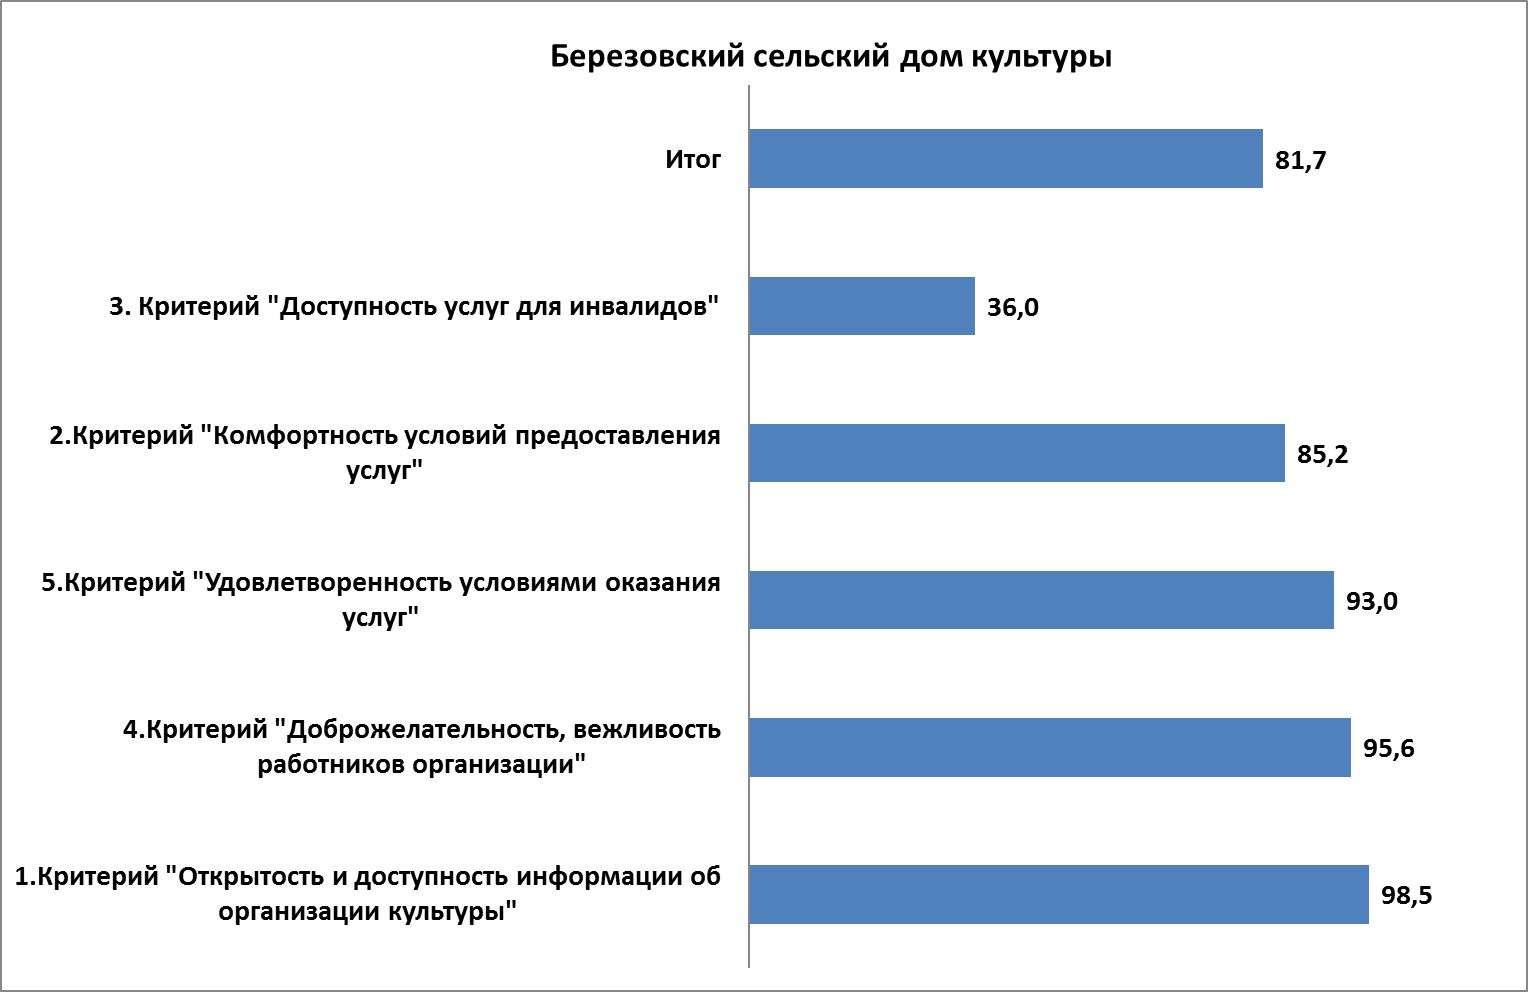 Березовский сельский дом культуры
Итог
81,7
3. Критерий "Доступность услуг для инвалидов"
36,0
2.Критерий "Комфортность условий предоставления
услуг"
85,2
5.Критерий "Удовлетворенность условиями оказания
услуг"
93,0
4.Критерий "Доброжелательность, вежливость
работников организации"
95,6
1.Критерий "Открытость и доступность информации об
организации культуры"
98,5